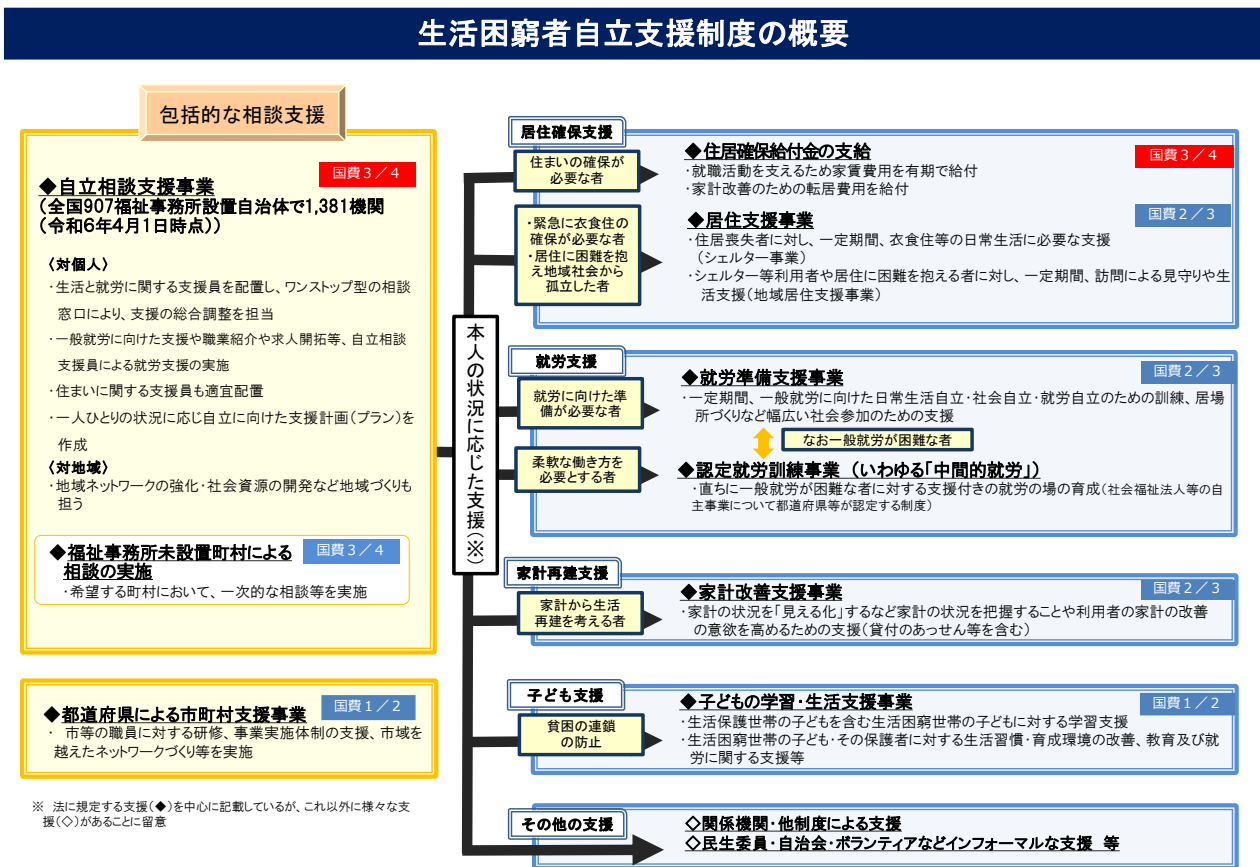 生活困窮者自立支援制度の概要
包括的な相談支援
国費３／４
◆自立相談支援事業
（全国907福祉事務所設置自治体で1,381機関
（令和6年4月1日時点））
〈対個人〉
・生活と就労に関する支援員を配置し、ワンストップ型の相談
窓口により、支援の総合調整を担当
・一般就労に向けた支援や職業紹介や求人開拓等、自立相談
支援員による就労支援の実施
・住まいに関する支援員も適宜配置
・一人ひとりの状況に応じ自立に向けた支援計画（プラン）を
作成
〈対地域〉
・地域ネットワークの強化・社会資源の開発など地域づくりも
担う
◆福祉事務所未設置町村による
相談の実施
国費３／４
・希望する町村において、一次的な相談等を実施
国費１／２
◆都道府県による市町村支援事業
・ 市等の職員に対する研修、事業実施体制の支援、市域を
越えたネットワークづくり等を実施
※ 法に規定する支援（◆）を中心に記載しているが、これ以外に様々な支
援（◇）があることに留意
本人の状況に応じた支援（※）
居住確保支援
住まいの確保が
必要な者
◆住居確保給付金の支給
国費３／４
・就職活動を支えるため家賃費用を有期で給付
・家計改善のための転居費用を給付
・緊急に衣食住の
確保が必要な者
・居住に困難を抱
え地域社会から
孤立した者
◆居住支援事業
国費２／３
・住居喪失者に対し、一定期間、衣食住等の日常生活に必要な支援
（シェルター事業）
・シェルター等利用者や居住に困難を抱える者に対し、一定期間、訪問による見守りや生
活支援（地域居住支援事業）
就労支援
就労に向けた準
備が必要な者
◆就労準備支援事業
国費２／３
・一定期間、一般就労に向けた日常生活自立・社会自立・就労自立のための訓練、居場
所づくりなど幅広い社会参加のための支援
なお一般就労が困難な者
柔軟な働き方を
必要とする者
◆認定就労訓練事業 （いわゆる「中間的就労」）
・直ちに一般就労が困難な者に対する支援付きの就労の場の育成（社会福祉法人等の自
主事業について都道府県等が認定する制度）
家計再建支援
家計から生活
再建を考える者
◆家計改善支援事業
国費２／３
・家計の状況を「見える化」するなど家計の状況を把握することや利用者の家計の改善
の意欲を高めるための支援（貸付のあっせん等を含む）
子ども支援
貧困の連鎖
の防止
◆子どもの学習・生活支援事業
国費１／２
・生活保護世帯の子どもを含む生活困窮世帯の子どもに対する学習支援
・生活困窮世帯の子ども・その保護者に対する生活習慣・育成環境の改善、教育及び就
労に関する支援等
その他の支援
◇関係機関・他制度による支援
◇民生委員・自治会・ボランティアなどインフォーマルな支援 等